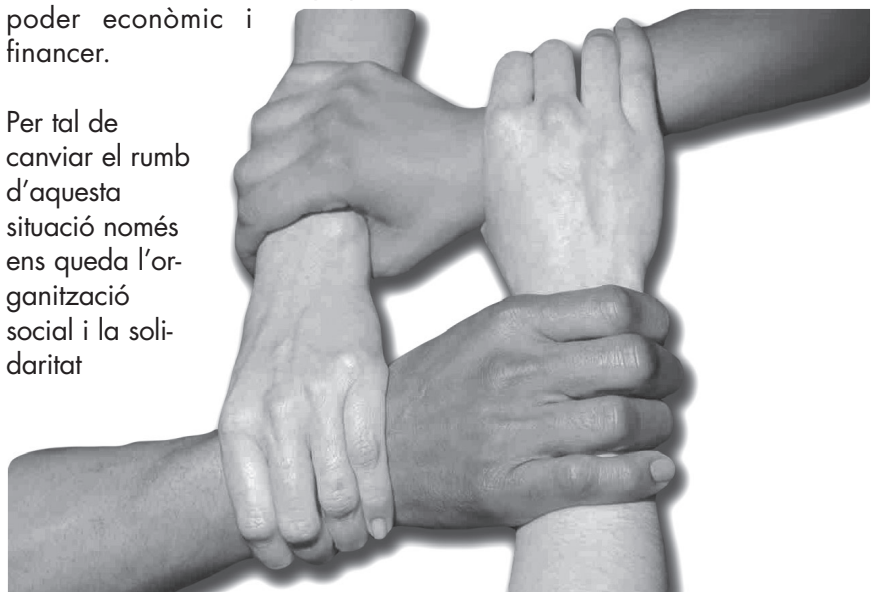 poder econòmic i
financer.
Per tal de
canviar el rumb
d'aquesta
situació només
ens queda l'or-
ganització
social i la soli-
daritat